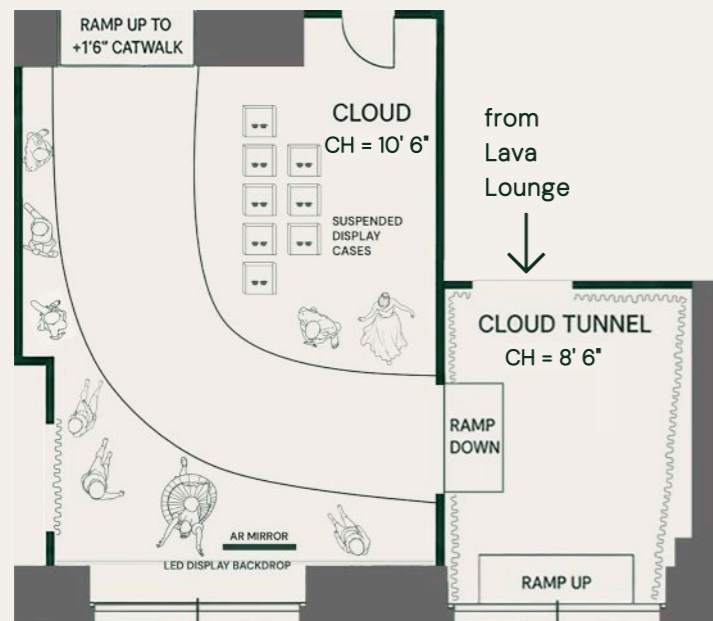 RAMP UP TO
+1'6" CATWALK
CLOUD
CH = 10' 6"
from
Lava
Lounge
SUSPENDED
DISPLAY
CASES
CLOUD TUNNEL
CH = 8' 6"
RAMP
DOWN
AR MIRROR
LED DISPLAY BACKDROP
RAMP UP